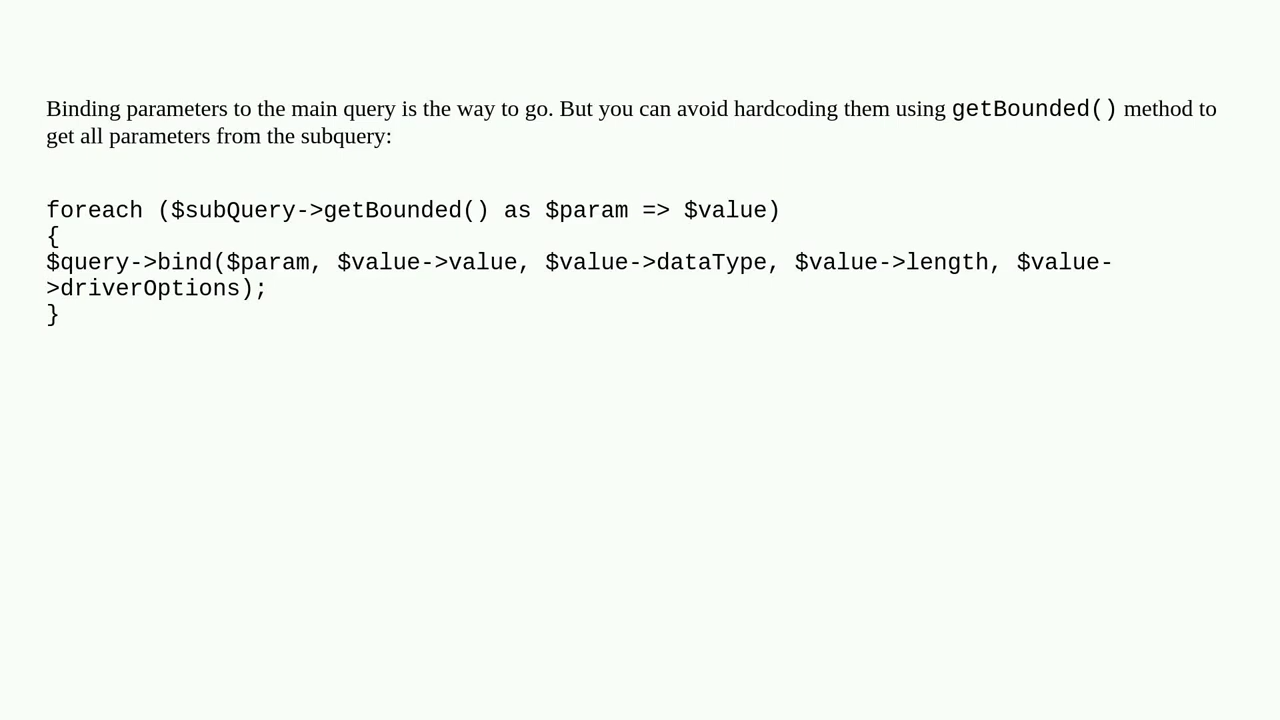 Binding parameters to the main query is the way to go. But you can avoid hardcoding them using getBounded() method to
get all parameters from the subquery:
foreach ($subQuery->getBounded() as $param => $value)
{
$query->bind($param, $value->value, $value->dataType, $value->length, $value-
>driverOptions);
}